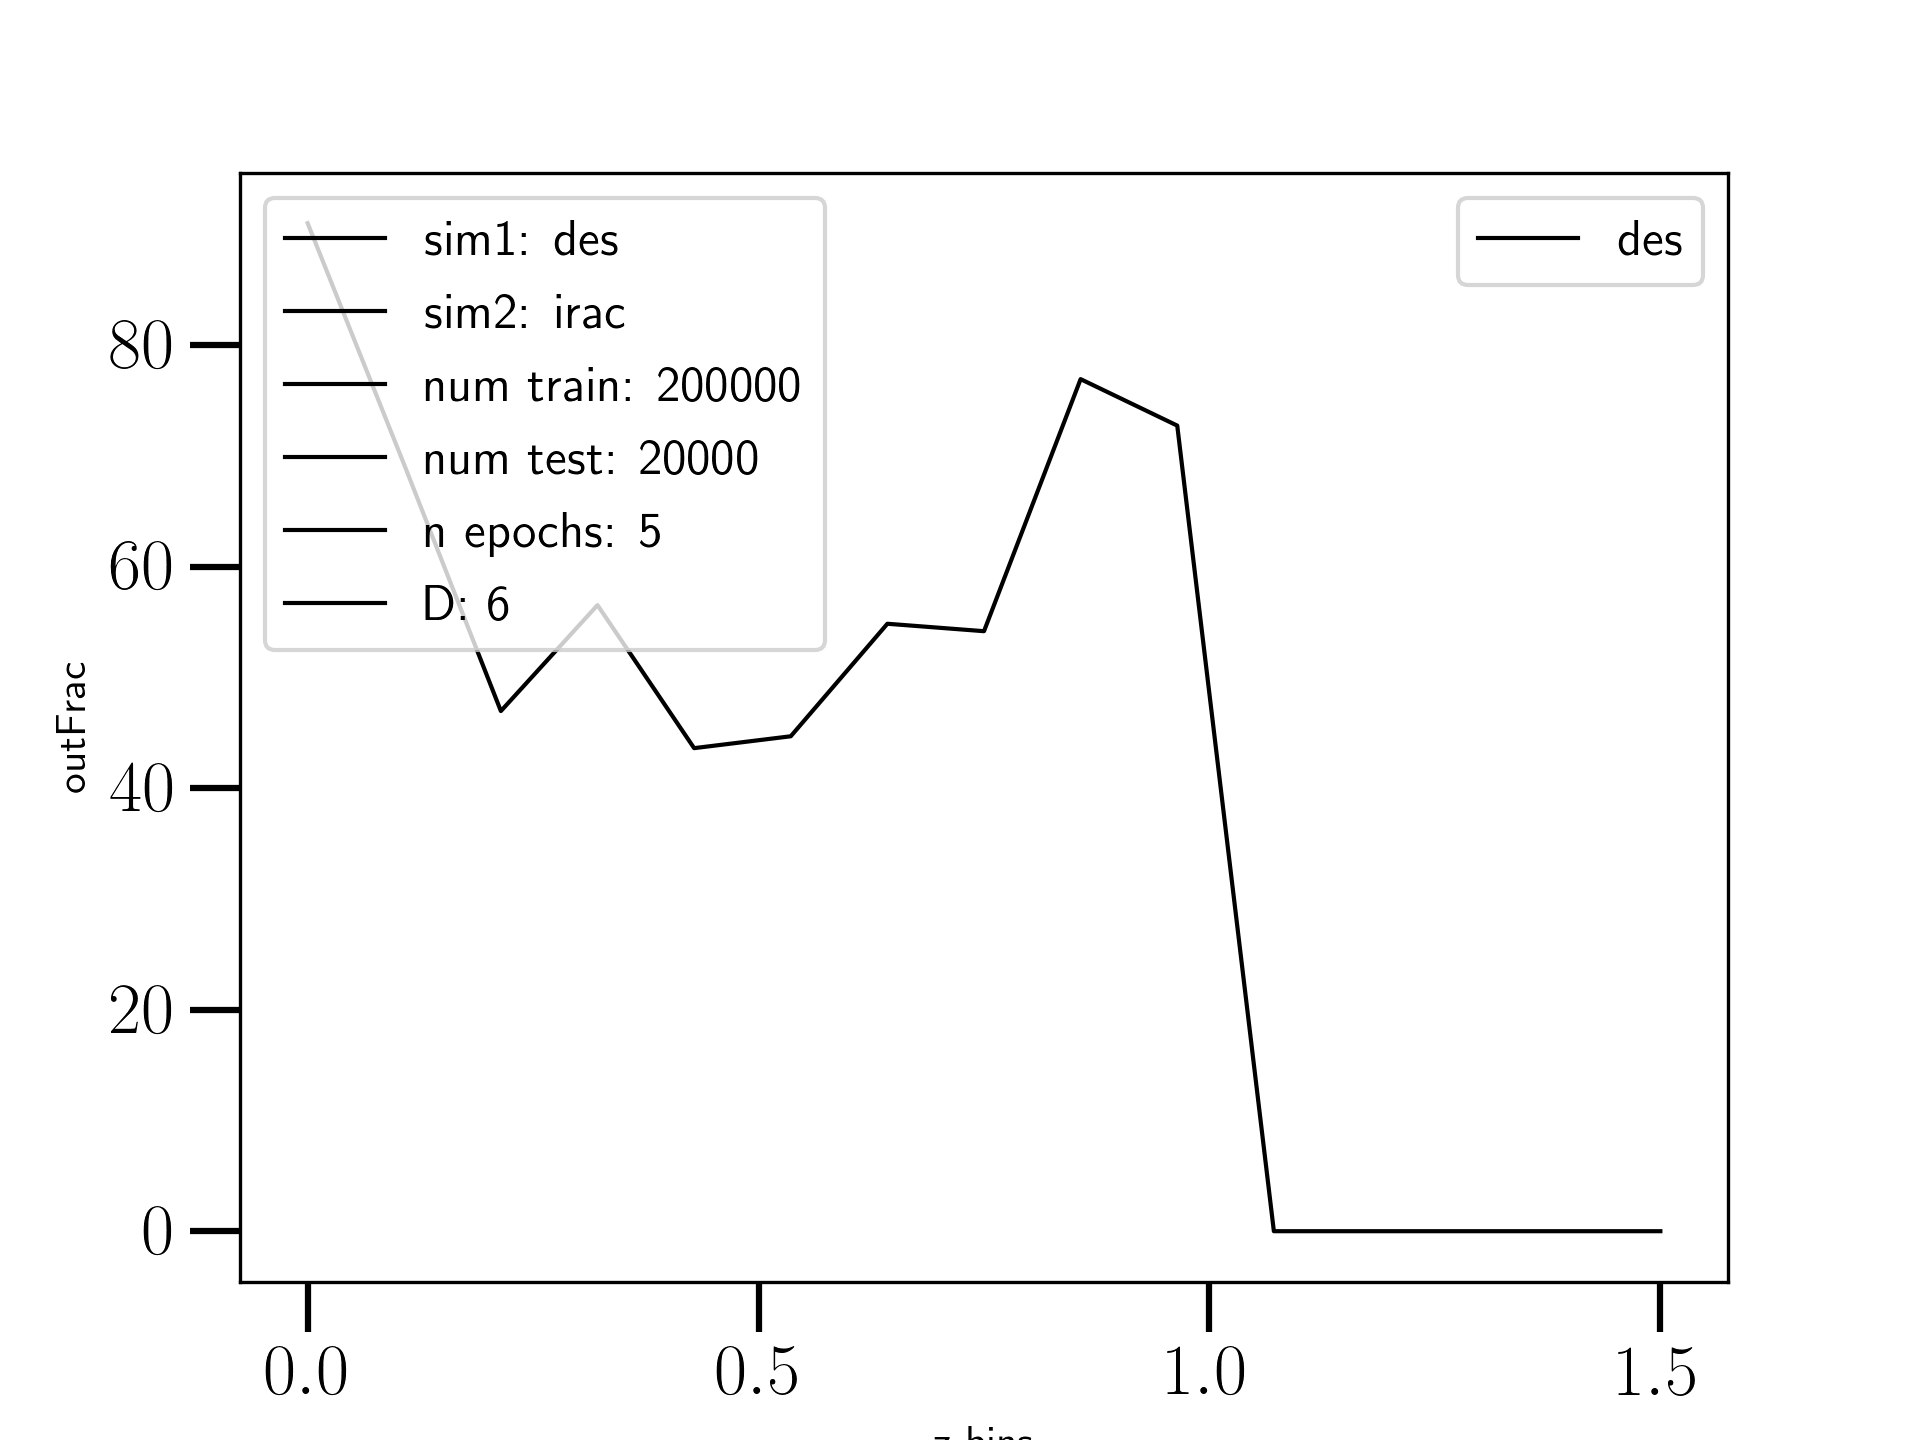 sim1: des
sim2: irac
num train: 200000
num test: 20000
n epochs: 5
D: 6
des
outFrac
80
60
40
20
0
0.0 0.5 1.0 1.5
z bins